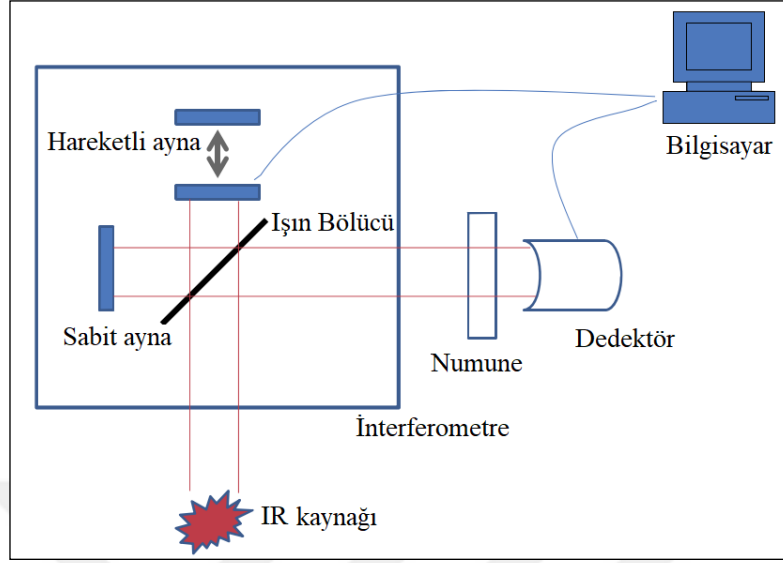 Hareketli ayna
Bilgisayar
Işın Bölücü
Sabit ayna
Numune
Dedektör
İnterferometre
IR kaynağı